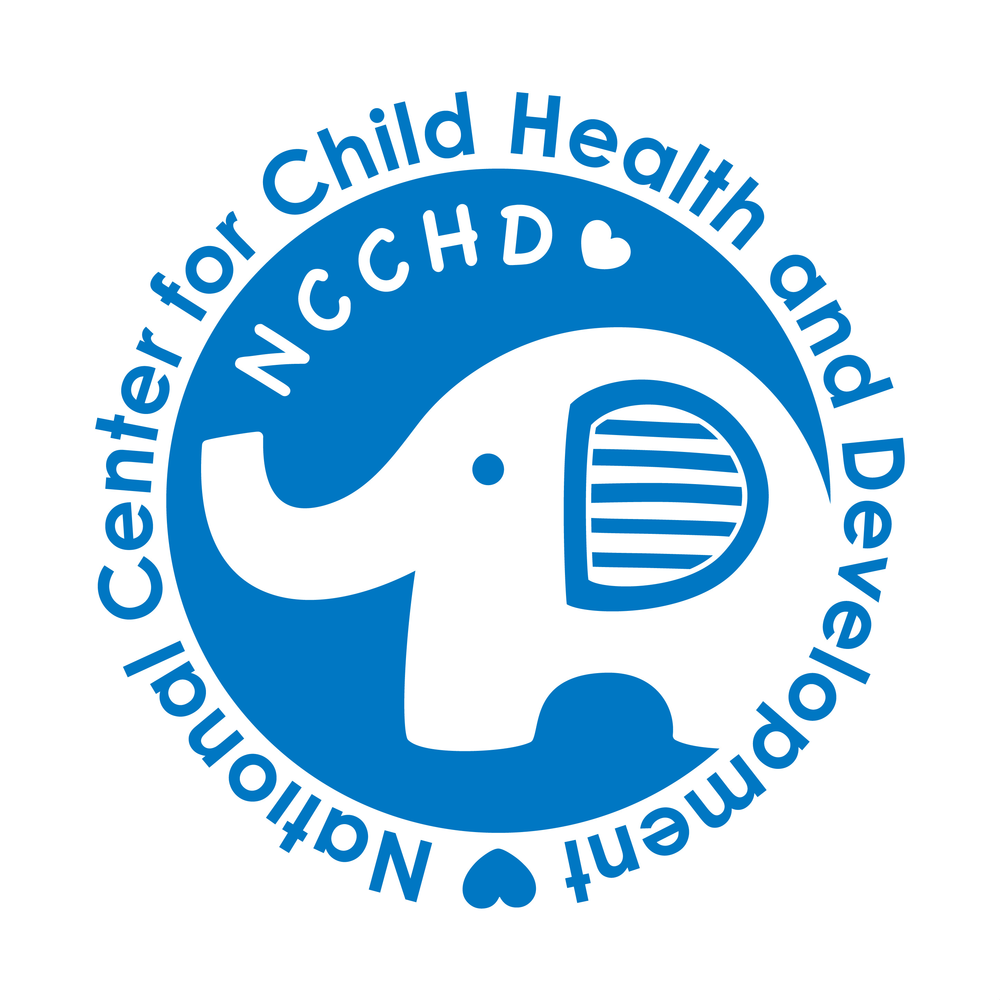 National Center for Child Health and Development
NCCHD